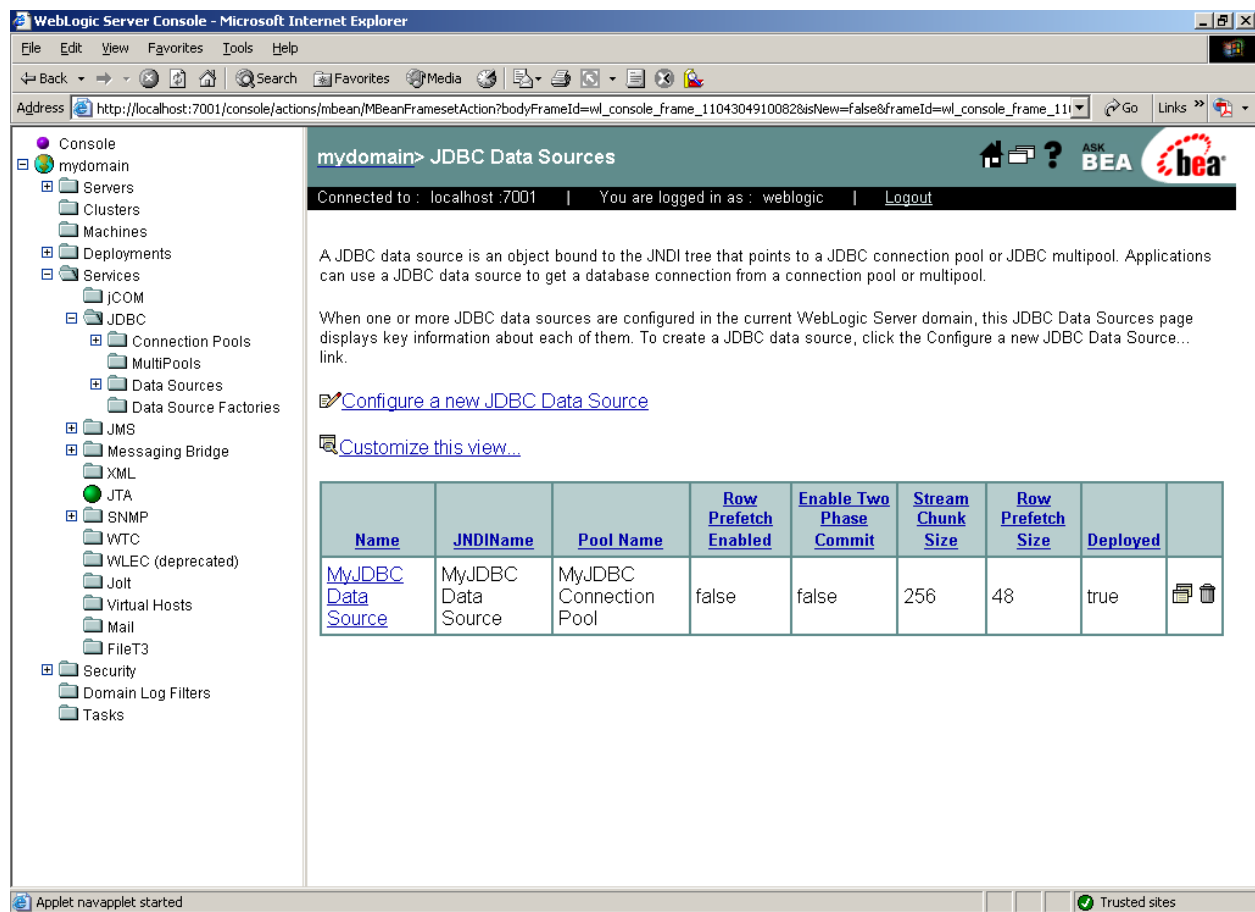 WebLogic Server Console - Microsoft Internet Explorer
File Edit View Favorites Tools Help
Back Search Favorites Media
Address http://localhost:7001/console/actions/mbean/MBeanFramesetAction?bodyFrameId=wl_console_frame_1104304910082&isNew=false&frameId=wl_console_frame_110 Go Links »
Console
mydomain
Servers
Clusters
Machines
Deployments
Services
jCOM
JDBC
Connection Pools
MultiPools
Data Sources
Data Source Factories
JMS
Messaging Bridge
XML
JTA
SNMP
WTC
WLEC (deprecated)
Jolt
Virtual Hosts
Mail
FileT3
Security
Domain Log Filters
Tasks
mydomain> JDBC Data Sources
? ASK BEA bea
Connected to : localhost :7001 | You are logged in as : weblogic | Logout
A JDBC data source is an object bound to the JNDI tree that points to a JDBC connection pool or JDBC multipool. Applications
can use a JDBC data source to get a database connection from a connection pool or multipool.
When one or more JDBC data sources are configured in the current WebLogic Server domain, this JDBC Data Sources page
displays key information about each of them. To create a JDBC data source, click the Configure a new JDBC Data Source...
link.
Configure a new JDBC Data Source
Customize this view...
Name JNDIName Pool Name Row Prefetch Enabled Enable Two Phase Commit Stream Chunk Size Row Prefetch Size Deployed
MyJDBC Data Source MyJDBC Data Source MyJDBC Connection Pool false false 256 48 true
Applet navapplet started
Trusted sites